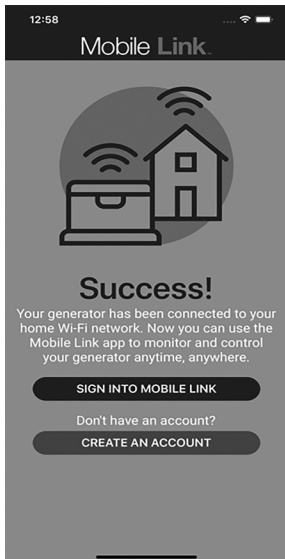 12:58
Mobile Link™
Success!
Your generator has been connected to your
home Wi-Fi network. Now you can use the
Mobile Link app to monitor and control
your generator anytime, anywhere.
SIGN INTO MOBILE LINK
Don't have an account?
CREATE AN ACCOUNT